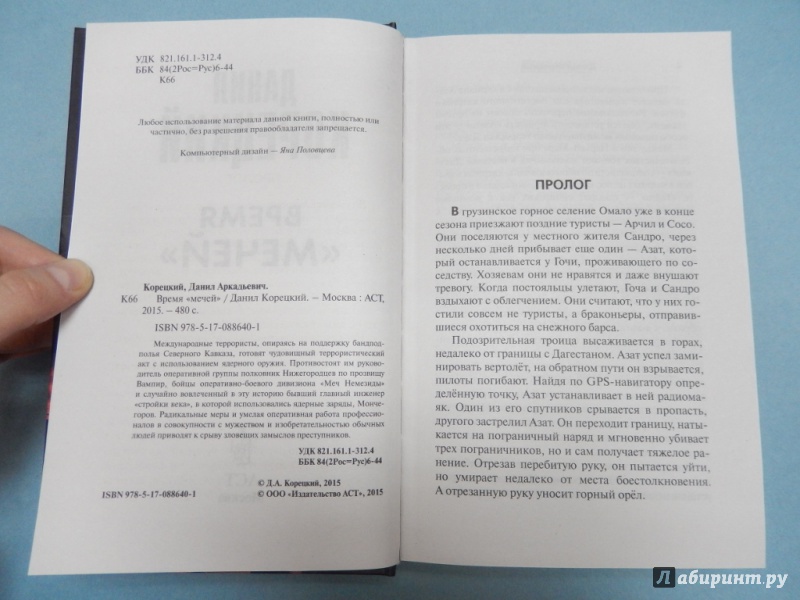 УДК 821.161.1-312.4
ББК 84(2Рос=Рус)6-44
К66
Любое использование материала данной книги, полностью или
частично, без разрешения правообладателя запрещается.
Компьютерный дизайн — Яна Половцева
Корецкий, Данил Аркадьевич.
К66 Время «мечей» / Данил Корецкий. — Москва : АСТ,
2015. — 480 с.
ISBN 978-5-17-088640-1
Международные террористы, опираясь на поддержку бандпод-
полья Северного Кавказа, готовят чудовищный террористический
акт с использованием ядерного оружия. Противостоят им руково-
дитель оперативной группы полковник Нижегородцев по прозвищу
Вампир, бойцы оперативно-боевого дивизиона «Меч Немезиды»
и случайно вовлеченный в эту историю бывший главный инженер
«стройки века», в которой использовались ядерные заряды, Монче-
горов. Радикальные меры и умелая оперативная работа профессио-
налов в совокупности с мужеством и изобретательностью обычных
людей приводят к срыву зловещих замыслов преступников.
УДК 821.161.1-312.4
ББК 84(2Рос=Рус)6-44
© Д.А. Корецкий, 2015
ISBN 978-5-17-088640-1 © ООО «Издательство АСТ», 2015
ПРОЛОГ
В грузинское горное селение Омало уже в конце
сезона приезжают поздние туристы — Арчил и Сосо.
Они поселяются у местного жителя Сандро, через
несколько дней прибывает еще один — Азат, кото-
рый останавливается у Гочи, проживающего по со-
седству. Хозяевам они не нравятся и даже внушают
тревогу. Когда постояльцы улетают, Гоча и Сандро
вздыхают с облегчением. Они считают, что у них го-
стили совсем не туристы, а браконьеры, отправив-
шиеся охотиться на снежного барса.
Подозрительная троица высаживается в горах,
недалеко от границы с Дагестаном. Азат успел зами-
нировать вертолёт, на обратном пути он взрывается,
пилоты погибают. Найдя по GPS-навигатору опреде-
лённую точку, Азат устанавливает в ней радиома-
як. Один из его спутников срывается в пропасть,
другого застрелил Азат. Он переходит границу, наты-
кается на пограничный наряд и мгновенно убивает
трех пограничников, но и сам получает тяжелое ра-
нение. Отрезав перебитую руку, он пытается уйти,
но умирает недалеко от места боестолкновения.
А отрезанную руку уносит горный орёл.
Лабиринт.ру